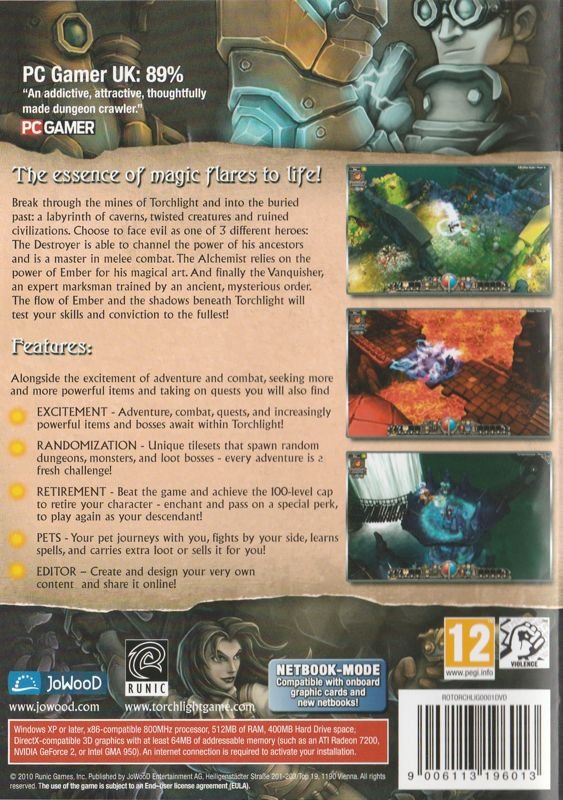 PC Gamer UK: 89%
“An addictive, attractive, thoughtfully
made dungeon crawler.”
PC GAMER
The essence of magic flares to life!
Break through the mines of Torchlight and into the buried
past: a labyrinth of caverns, twisted creatures and ruined
civilizations. Choose to face evil as one of 3 different heroes:
The Destroyer is able to channel the power of his ancestors
and is a master in melee combat. The Alchemist relies on the
power of Ember for his magical art. And finally the Vanquisher,
an expert marksman trained by an ancient, mysterious order.
The flow of Ember and the shadows beneath Torchlight will
test your skills and conviction to the fullest!
Features:
Alongside the excitement of adventure and combat, seeking more
and more powerful items and taking on quests you will also find
EXCITEMENT - Adventure, combat, quests, and increasingly
powerful items and bosses await within Torchlight!
RANDOMIZATION - Unique tilesets that spawn random
dungeons, monsters, and loot bosses - every adventure is a
fresh challenge!
RETIREMENT - Beat the game and achieve the 100-level cap
to retire your character - enchant and pass on a special perk,
to play again as your descendant!
PETS - Your pet journeys with you, fights by your side, learns
spells, and carries extra loot or sells it for you!
EDITOR – Create and design your very own
content and share it online!
JoWooD
www.jowood.com
RUNIC
www.torchlightgame.com
NETBOOK-MODE
Compatible with onboard
graphic cards and
new netbooks!
12
www.pegi.info
VIOLENCE
ROTORCHLIG0001DVD
9 006113 196013
Windows XP or later, x86-compatible 800MHz processor, 512MB of RAM, 400MB Hard Drive space,
DirectX-compatible 3D graphics with at least 64MB of addressable memory (such as an ATI Radeon 7200,
NVIDIA GeForce 2, or Intel GMA 950). An internet connection is required to activate your installation.
© 2010 Runic Games, Inc. Published by JoWooD Entertainment AG, Heiligenstädter Straße 201-203/Top 19, 1190 Vienna. All rights
reserved. The use of the game is subject to an End-User license agreement (EULA).